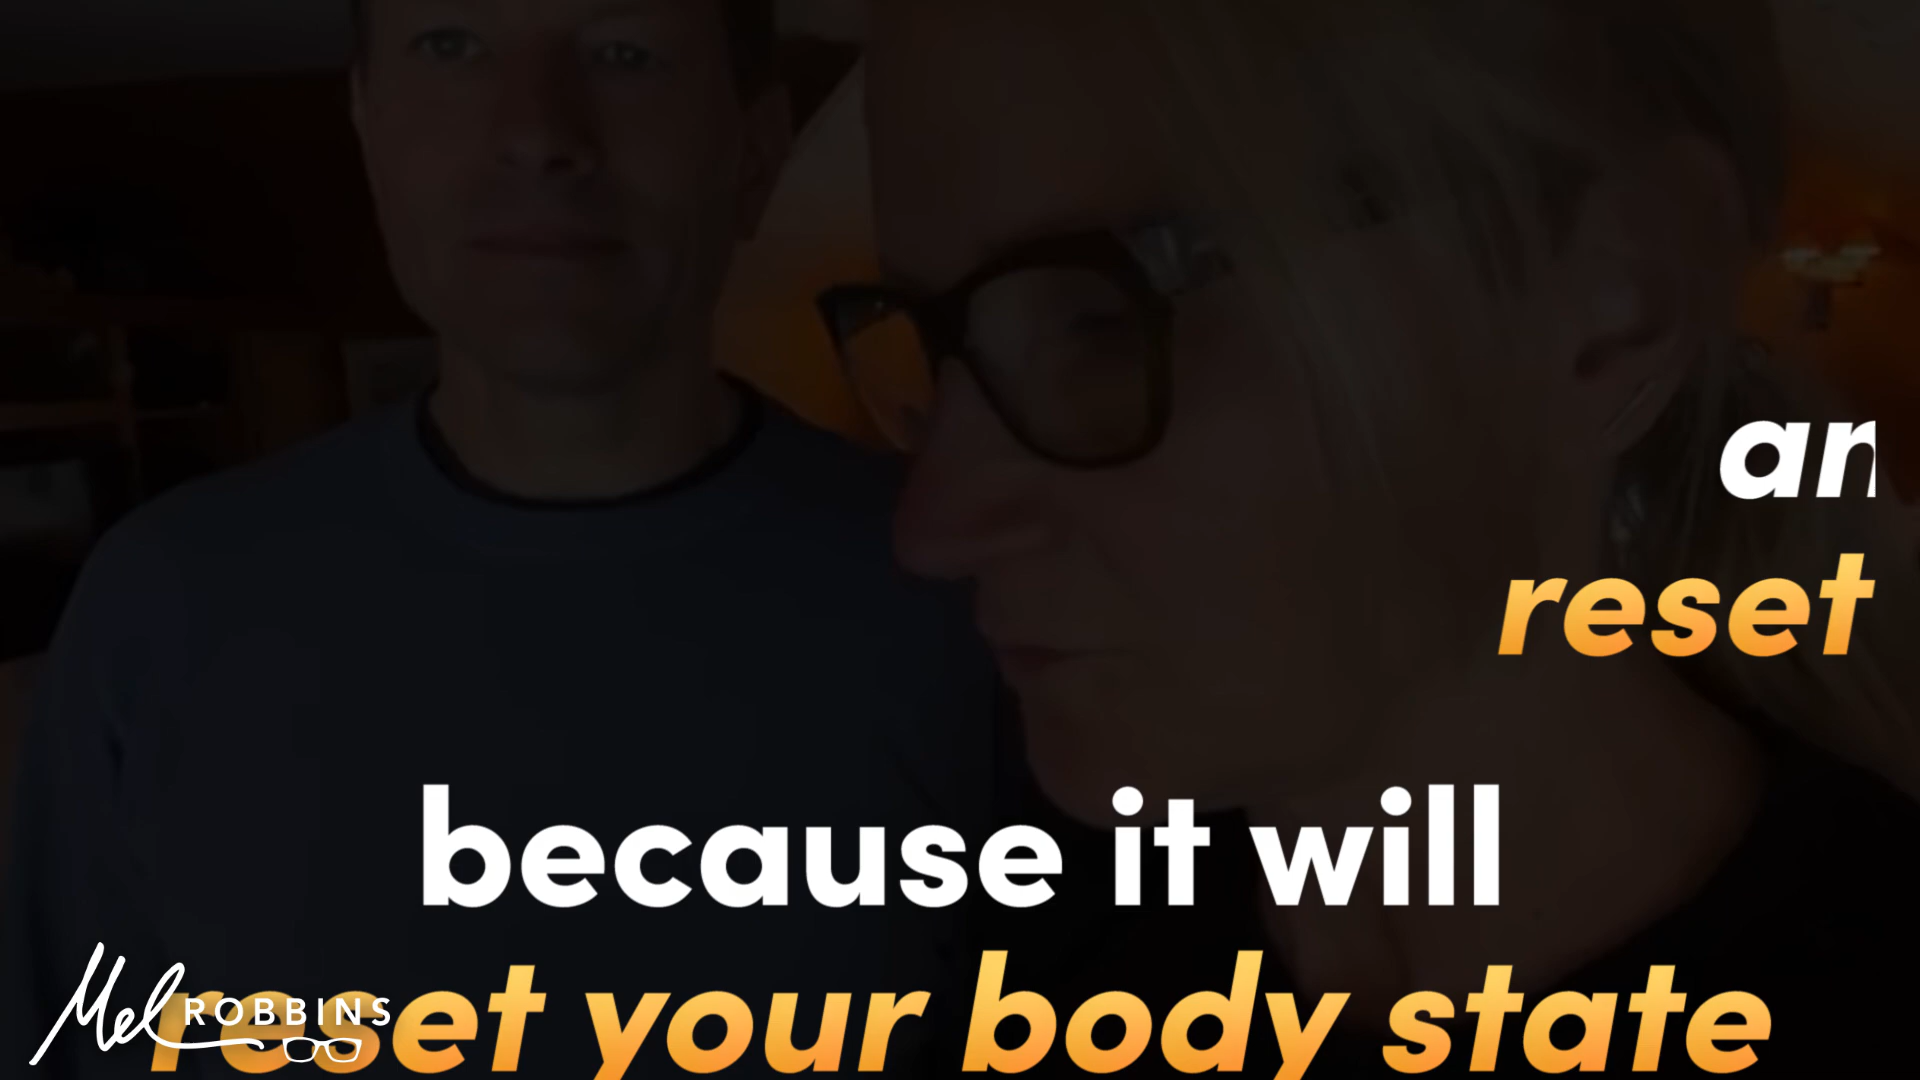 an
reset
because it will
reset your body state
Mel ROBBINS